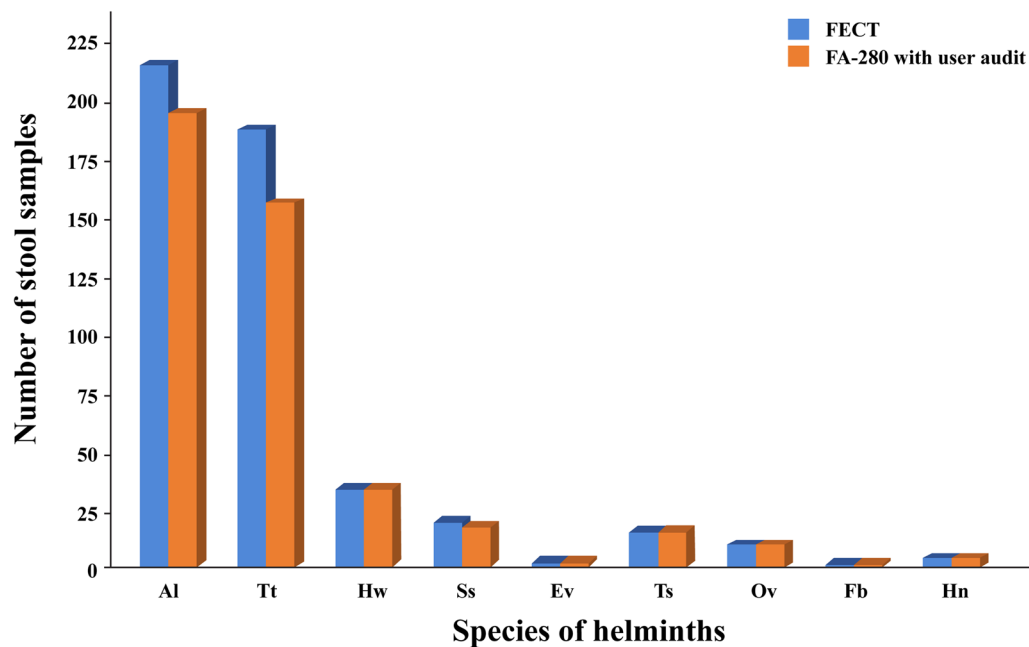 FECT
FA-280 with user audit
Number of stool samples
225
200
175
150
125
100
75
50
25
0
Al Tt Hw Ss Ev Ts Ov Fb Hn
Species of helminths